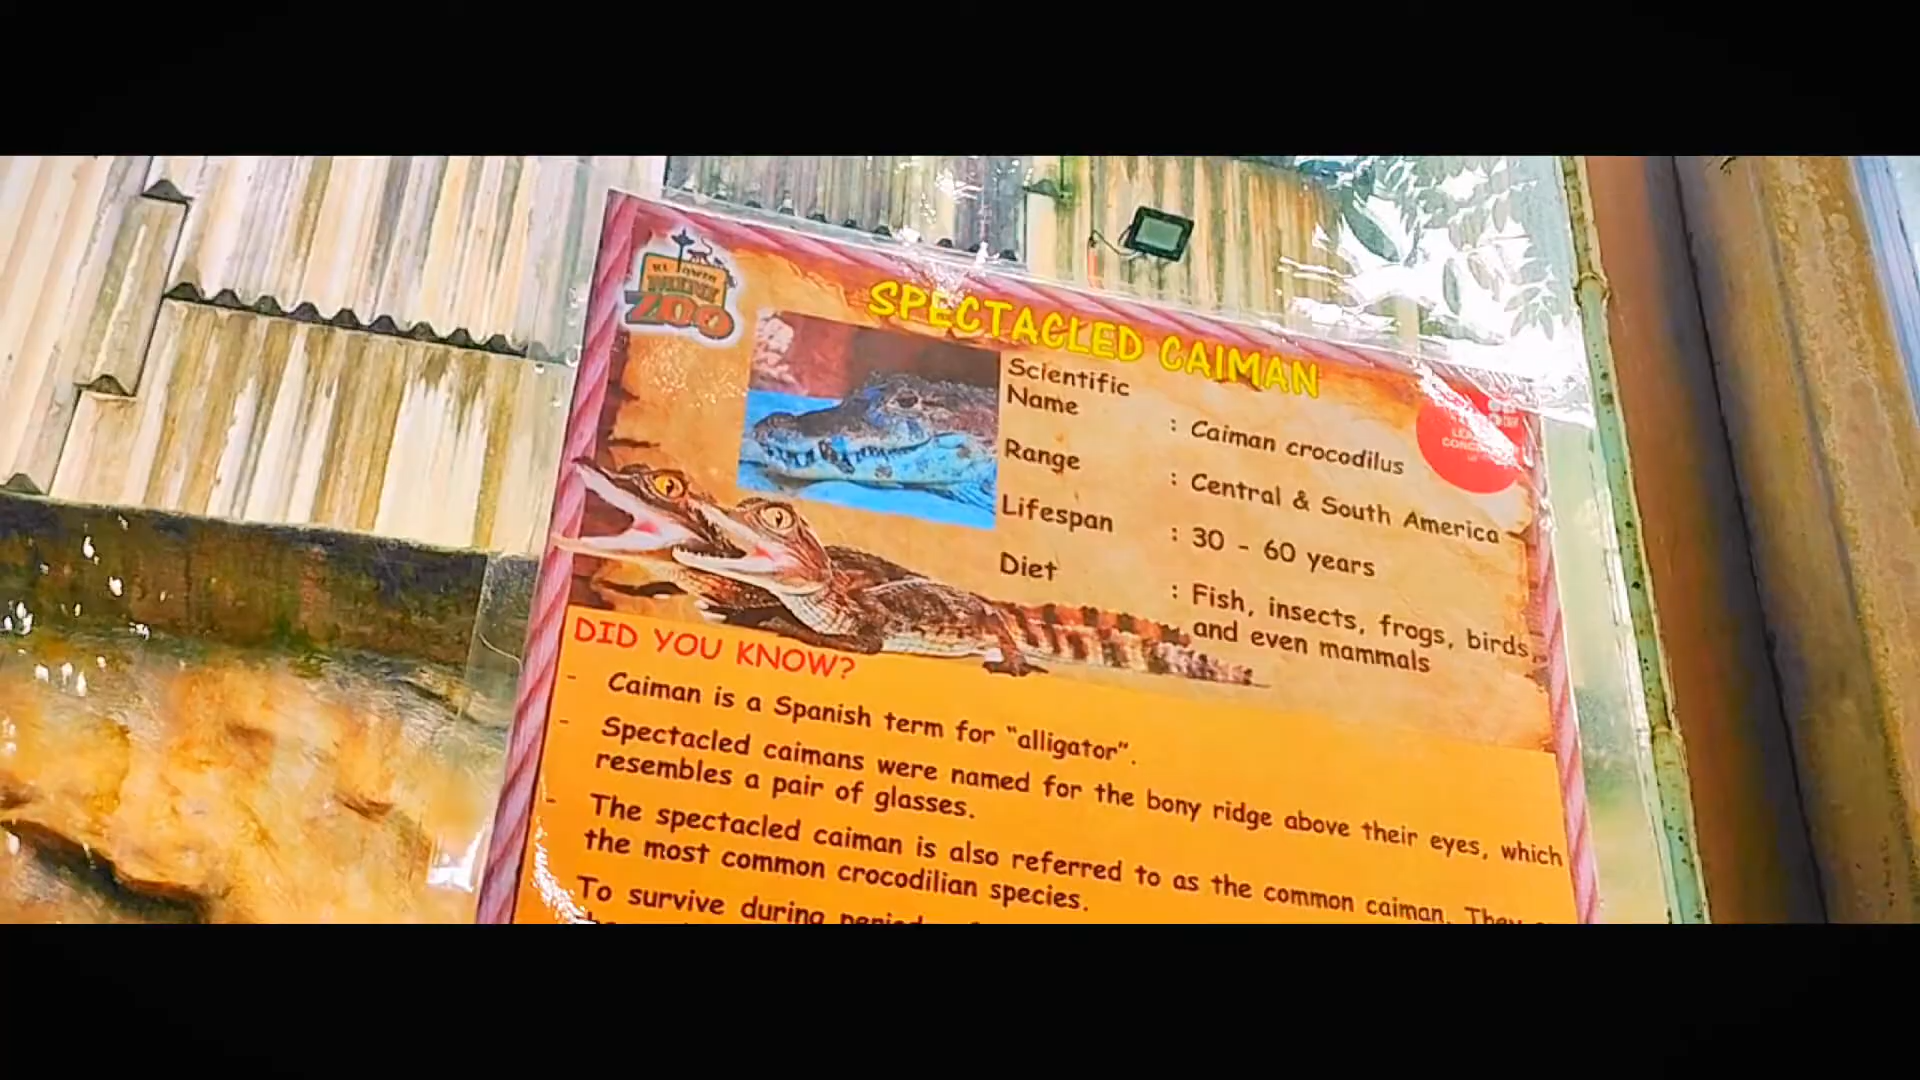 MINI
ZOO
SPECTACLED CAIMAN
Scientific
Name : Caiman crocodilus
Range : Central & South America
Lifespan : 30 - 60 years
Diet : Fish, insects, frogs, birds,
and even mammals
DID YOU KNOW?
- Caiman is a Spanish term for "alligator".
- Spectacled caimans were named for the bony ridge above their eyes, which
resembles a pair of glasses.
- The spectacled caiman is also referred to as the common caiman. They
the most common crocodilian species.
To survive during